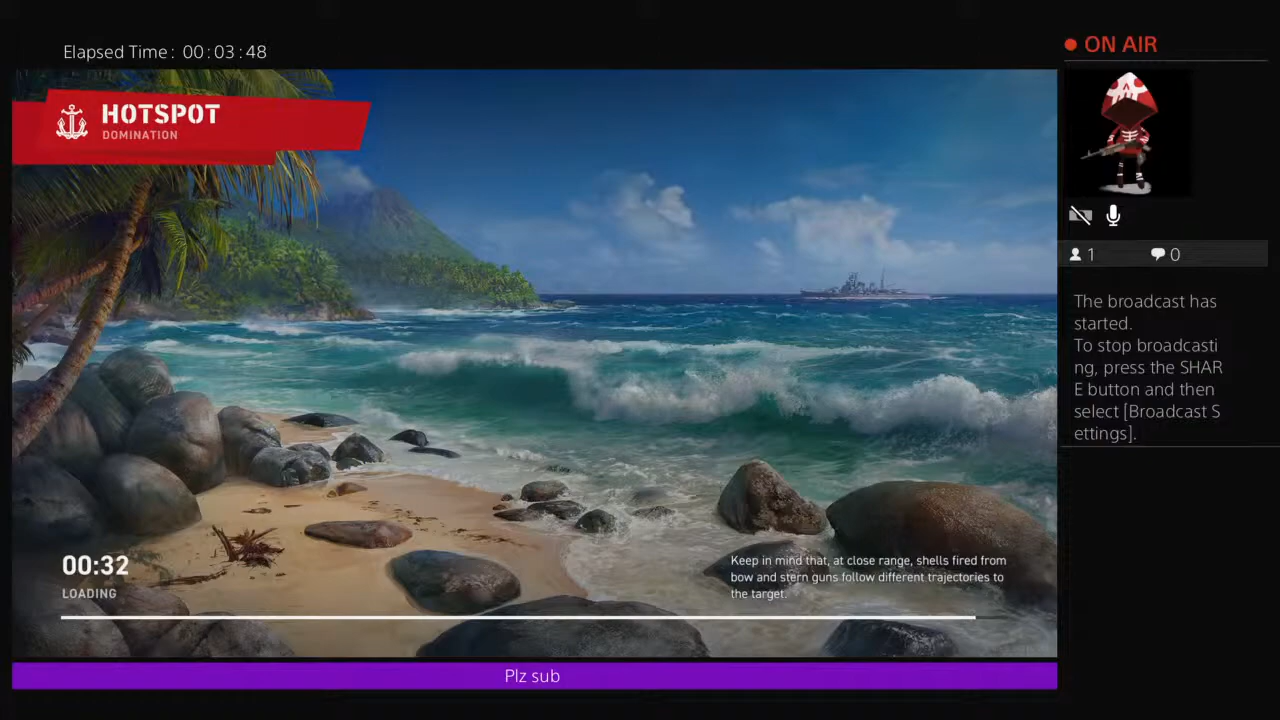 Elapsed Time: 00:03:48
ON AIR
HOTSPOT
DOMINATION
1
0
The broadcast has
started.
To stop broadcasti
ng, press the SHAR
E button and then
select [Broadcast S
ettings].
00:32
LOADING
Keep in mind that, at close range, shells fired from
bow and stern guns follow different trajectories to
the target.
Plz sub